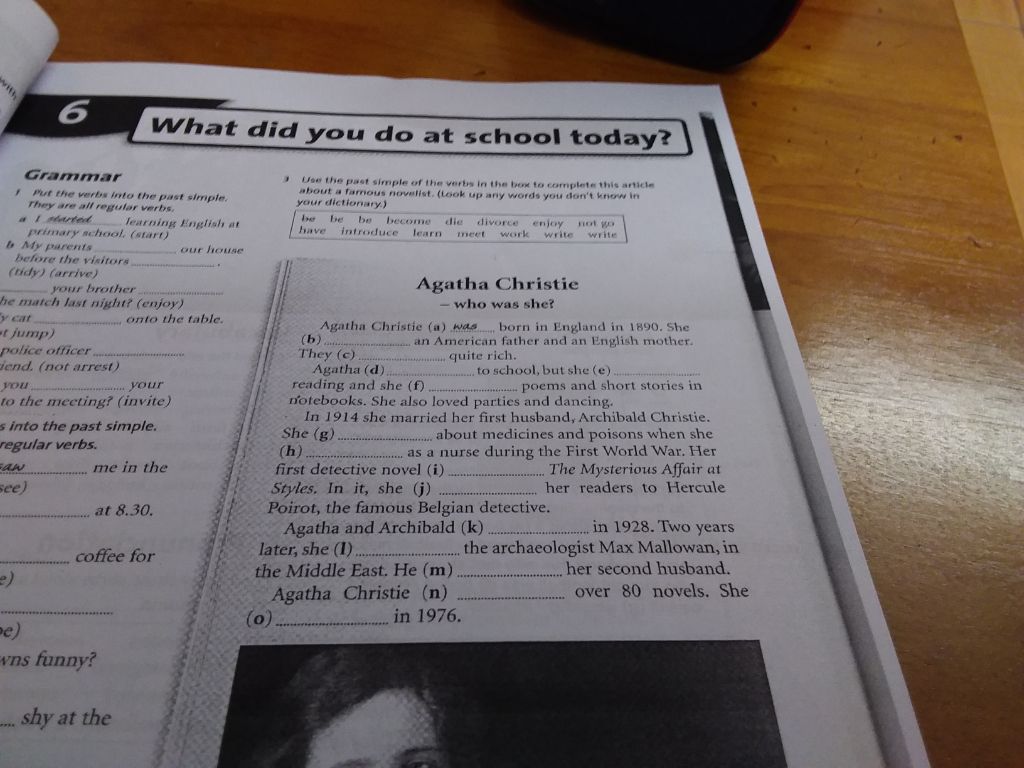 6
What did you do at school today?
Grammar
1 Put the verbs into the past simple.
They are all regular verbs.
a I started learning English at
primary school. (start)
b My parents our house
before the visitors .
(tidy) (arrive)
your brother
he match last night? (enjoy)
y cat onto the table.
t jump)
police officer
iend. (not arrest)
you your
to the meeting? (invite)
s into the past simple.
regular verbs.
saw me in the
see)
at 8.30.
coffee for
e)
e)
wns funny?
shy at the
3 Use the past simple of the verbs in the box to complete this article
about a famous novelist. (Look up any words you don't know in
your dictionary.)
be be be become die divorce enjoy not go
have introduce learn meet work write write
Agatha Christie
– who was she?
Agatha Christie (a) was born in England in 1890. She
(b) an American father and an English mother.
They (c) quite rich.
Agatha (d) to school, but she (e)
reading and she (f) poems and short stories in
notebooks. She also loved parties and dancing.
In 1914 she married her first husband, Archibald Christie.
She (g) about medicines and poisons when she
(h) as a nurse during the First World War. Her
first detective novel (i) The Mysterious Affair at
Styles. In it, she (j) her readers to Hercule
Poirot, the famous Belgian detective.
Agatha and Archibald (k) in 1928. Two years
later, she (l) the archaeologist Max Mallowan, in
the Middle East. He (m) her second husband.
Agatha Christie (n) over 80 novels. She
(o) in 1976.